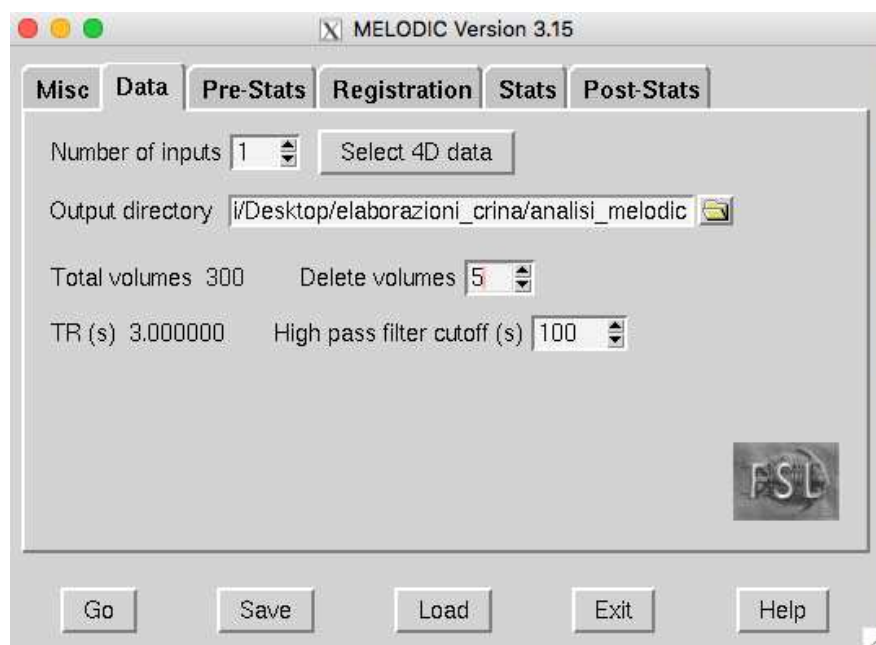 MELODIC Version 3.15
Misc Data Pre-Stats Registration Stats Post-Stats
Number of inputs 1 Select 4D data
Output directory i/Desktop/elaborazioni_crina/analisi_melodic
Total volumes 300 Delete volumes 5
TR (s) 3.000000 High pass filter cutoff (s) 100
FSL
Go Save Load Exit Help